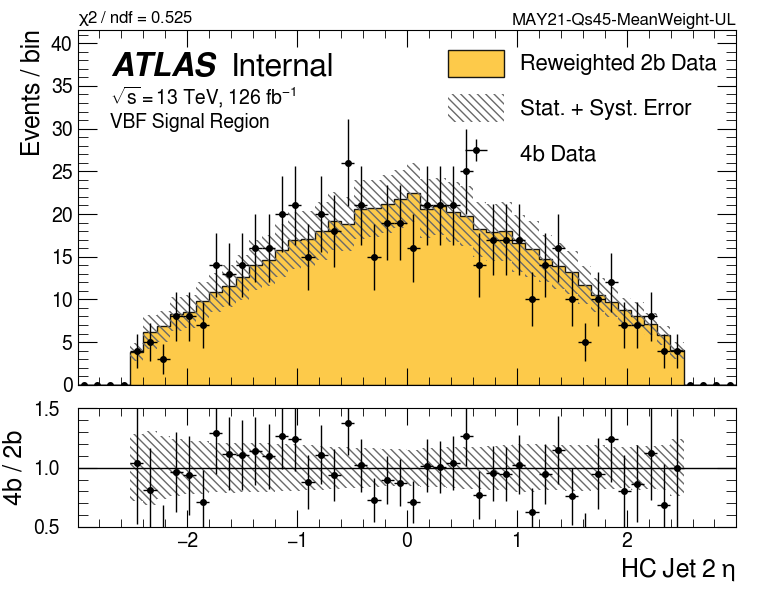 χ2 / ndf = 0.525
MAY21-Qs45-MeanWeight-UL
Events / bin
40
35
30
25
20
15
10
5
0
ATLAS Internal
√s = 13 TeV, 126 fb⁻¹
VBF Signal Region
Reweighted 2b Data
Stat. + Syst. Error
4b Data
4b / 2b
1.5
1.0
0.5
−2 −1 0 1 2
HC Jet 2 η